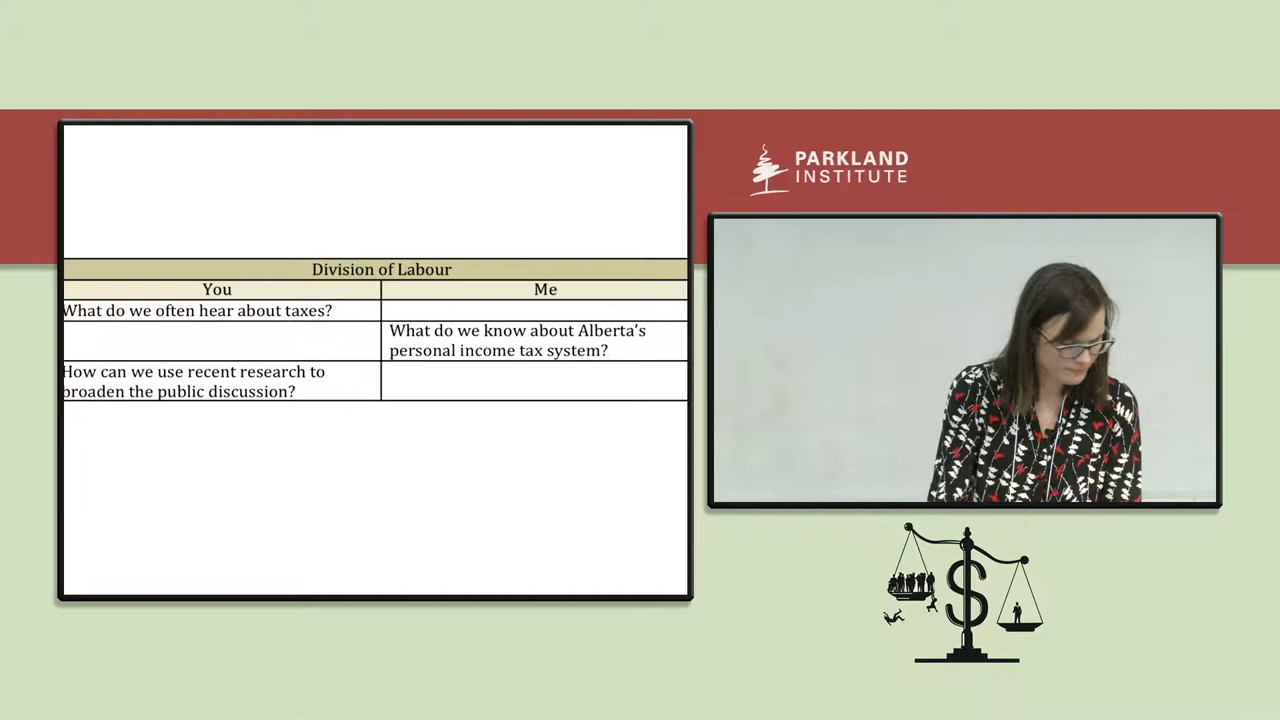 PARKLAND
INSTITUTE
Division of Labour
You
Me
What do we often hear about taxes?
What do we know about Alberta’s
personal income tax system?
How can we use recent research to
broaden the public discussion?
$